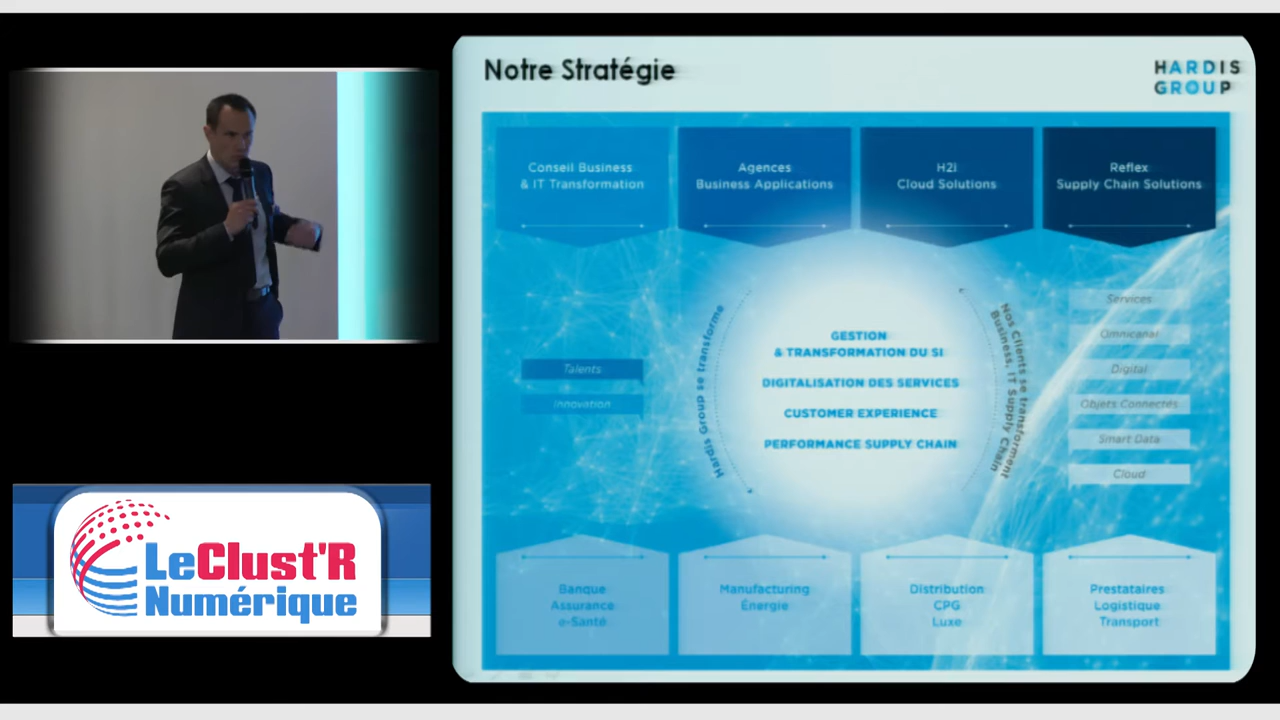 Notre Stratégie
HARDIS
GROUP
Conseil Business
& IT Transformation
Agences
Business Applications
H2i
Cloud Solutions
Reflex
Supply Chain Solutions
Talents
Innovation
Hardis Group se transforme
GESTION
& TRANSFORMATION DU SI
DIGITALISATION DES SERVICES
CUSTOMER EXPERIENCE
PERFORMANCE SUPPLY CHAIN
Nos Clients se transforment
Business, IT Supply Chain
Services
Omnicanal
Digital
Objets Connectés
Smart Data
Cloud
Banque
Assurance
e-Santé
Manufacturing
Énergie
Distribution
CPG
Luxe
Prestataires
Logistique
Transport
LeClust'R
Numérique